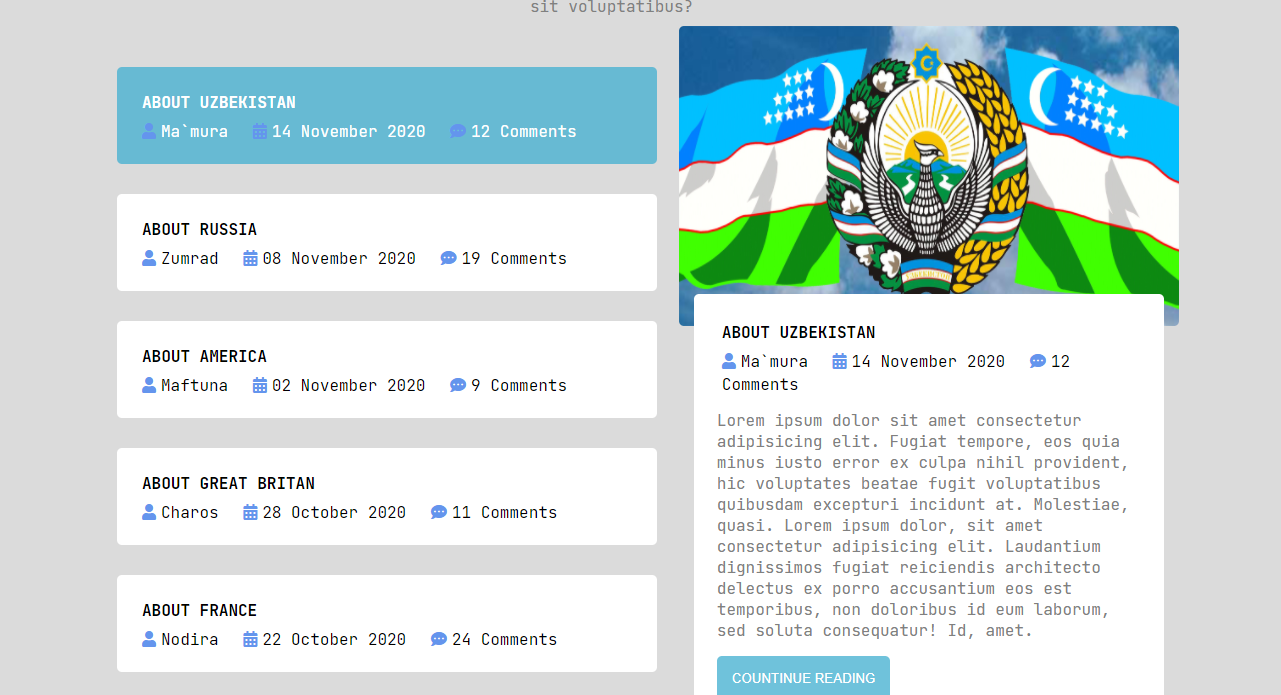 sit voluptatibus?
ABOUT UZBEKISTAN
Ma`mura 14 November 2020 12 Comments
ABOUT RUSSIA
Zumrad 08 November 2020 19 Comments
ABOUT AMERICA
Maftuna 02 November 2020 9 Comments
ABOUT GREAT BRITAN
Charos 28 October 2020 11 Comments
ABOUT FRANCE
Nodira 22 October 2020 24 Comments
ABOUT UZBEKISTAN
Ma`mura 14 November 2020 12
Comments
Lorem ipsum dolor sit amet consectetur
adipisicing elit. Fugiat tempore, eos quia
minus iusto error ex culpa nihil provident,
hic voluptates beatae fugit voluptatibus
quibusdam excepturi incidunt at. Molestiae,
quasi. Lorem ipsum dolor, sit amet
consectetur adipisicing elit. Laudantium
dignissimos fugiat reiciendis architecto
delectus ex porro accusantium eos est
temporibus, non doloribus id eum laborum,
sed soluta consequatur! Id, amet.
COUNTINUE READING